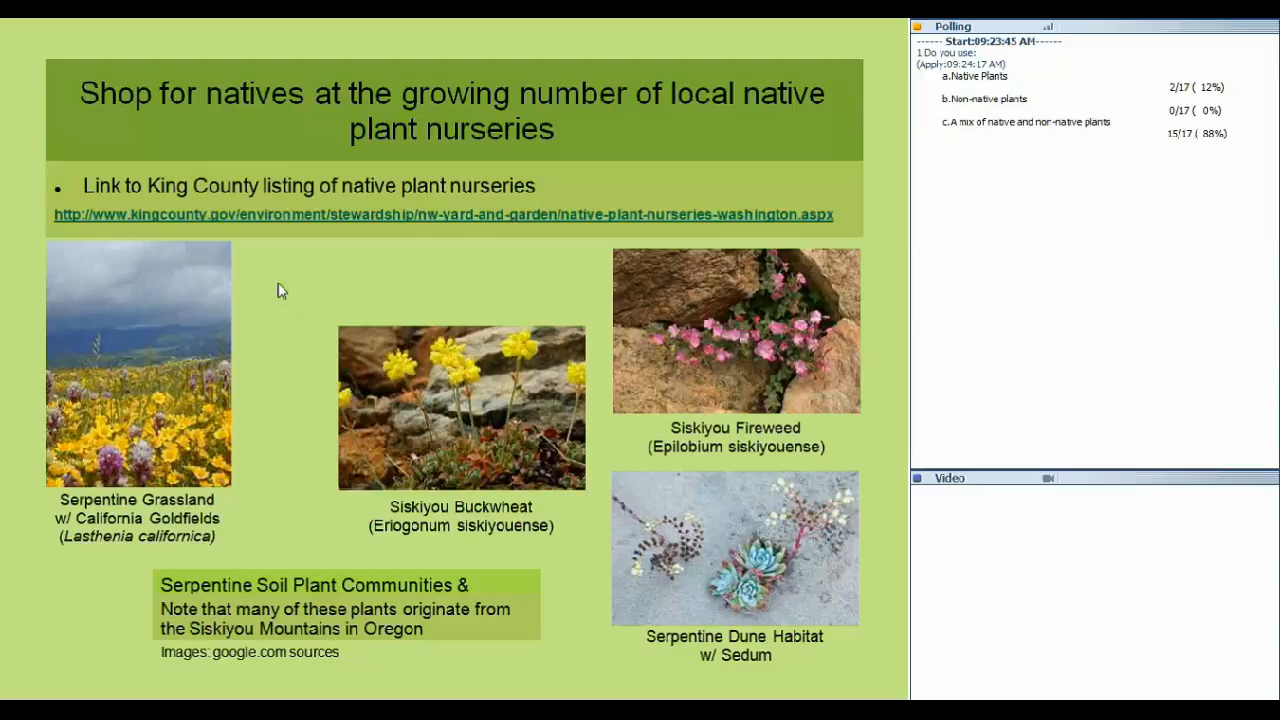 Shop for natives at the growing number of local native
plant nurseries
• Link to King County listing of native plant nurseries
http://www.kingcounty.gov/environment/stewardship/nw-yard-and-garden/native-plant-nurseries-washington.aspx
Serpentine Grassland
w/ California Goldfields
(Lasthenia californica)
Siskiyou Buckwheat
(Eriogonum siskiyouense)
Siskiyou Fireweed
(Epilobium siskiyouense)
Serpentine Dune Habitat
w/ Sedum
Serpentine Soil Plant Communities &
Note that many of these plants originate from
the Siskiyou Mountains in Oregon
Images: google.com sources
Polling
------ Start:09:23:45 AM------
1.Do you use:
(Apply:09:24:17 AM)
a.Native Plants
2/17 ( 12%)
b.Non-native plants
0/17 ( 0%)
c.A mix of native and non-native plants
15/17 ( 88%)
Video